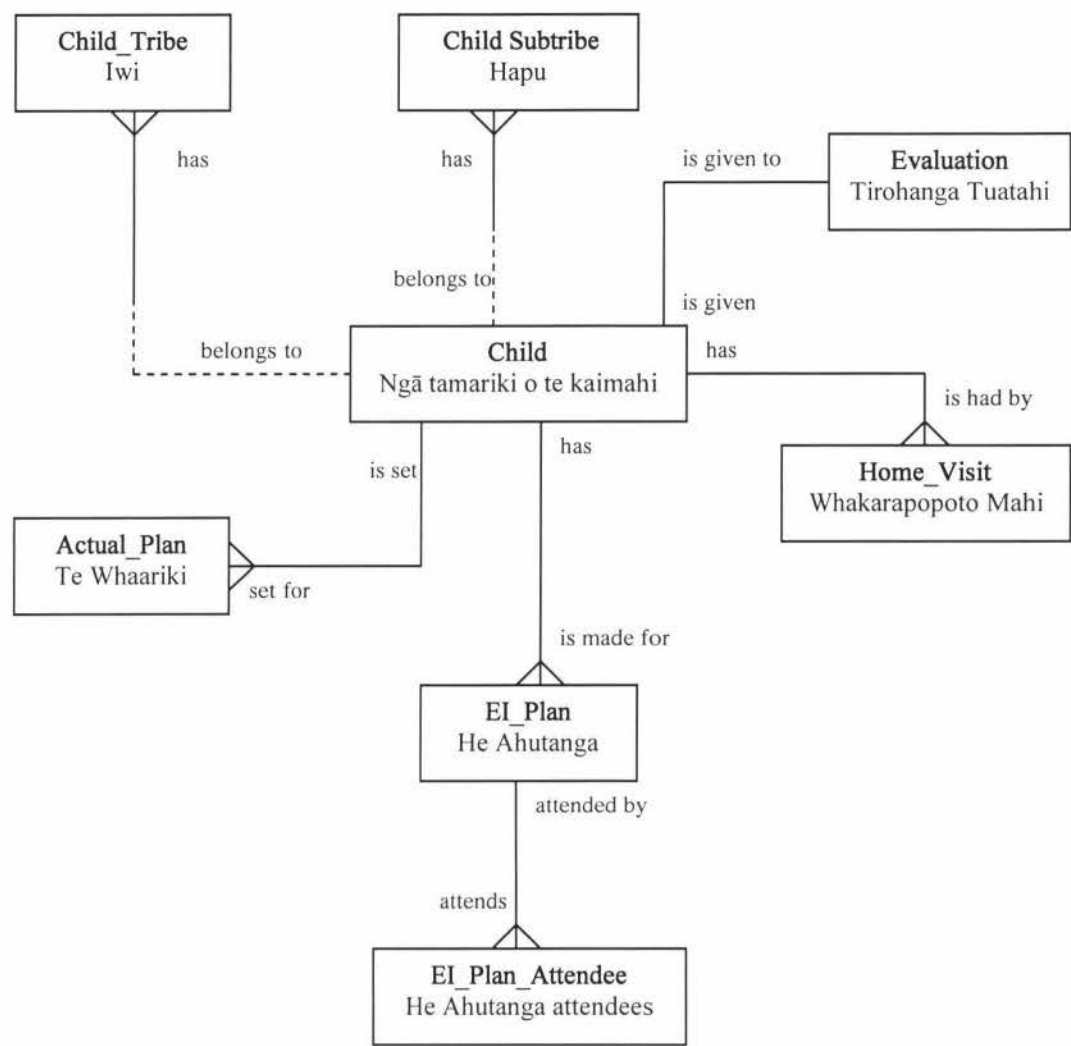 Child_Tribe
Iwi
Child Subtribe
Hapu
has
has
is given to
Evaluation
Tirohanga Tuatahi
belongs to
is given
belongs to
Child
Ngā tamariki o te kaimahi
has
is had by
is set
has
Home_Visit
Whakarapopoto Mahi
Actual_Plan
Te Whaariki
set for
is made for
EI_Plan
He Ahutanga
attended by
attends
EI_Plan_Attendee
He Ahutanga attendees